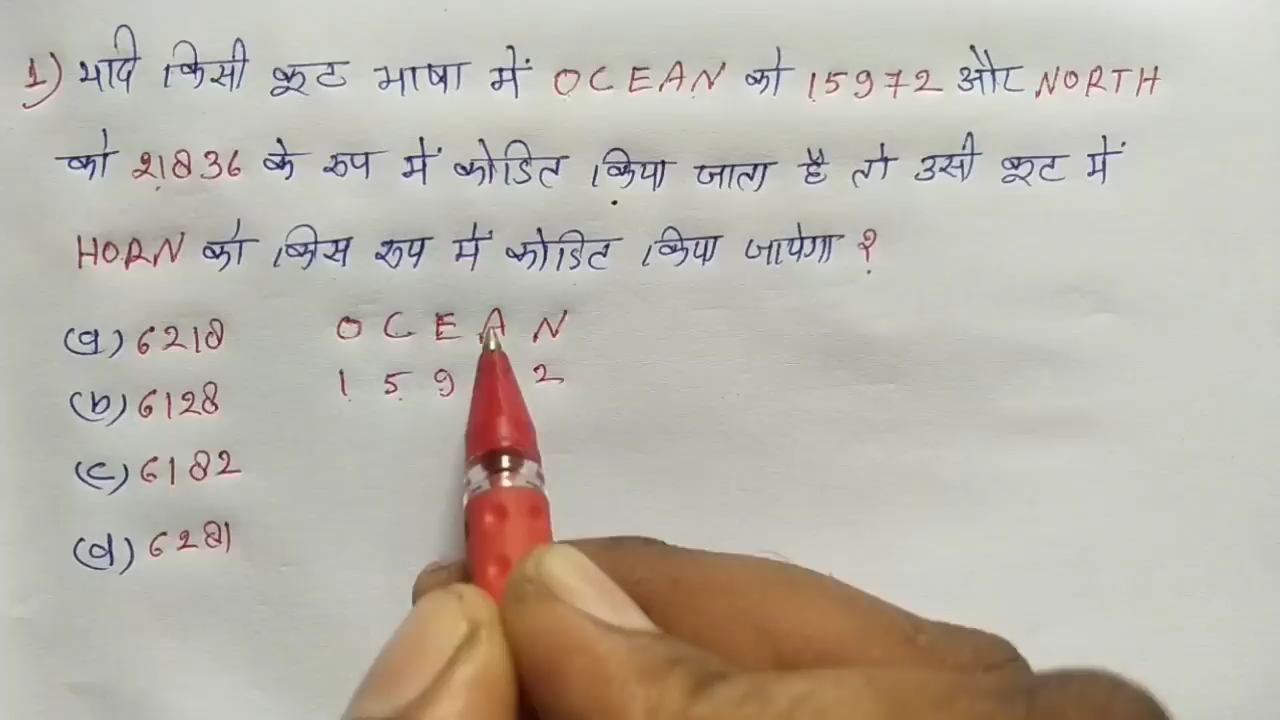 1) यदि किसी कूट भाषा में OCEAN को 15972 और NORTH
को 21836 के रूप में कोडित किया जाता है तो उसी कूट में
HORN को किस रूप में कोडित किया जायेगा ?
(a) 6218
(b) 6128
(c) 6182
(d) 6281
O C E A N
1 5 9 2